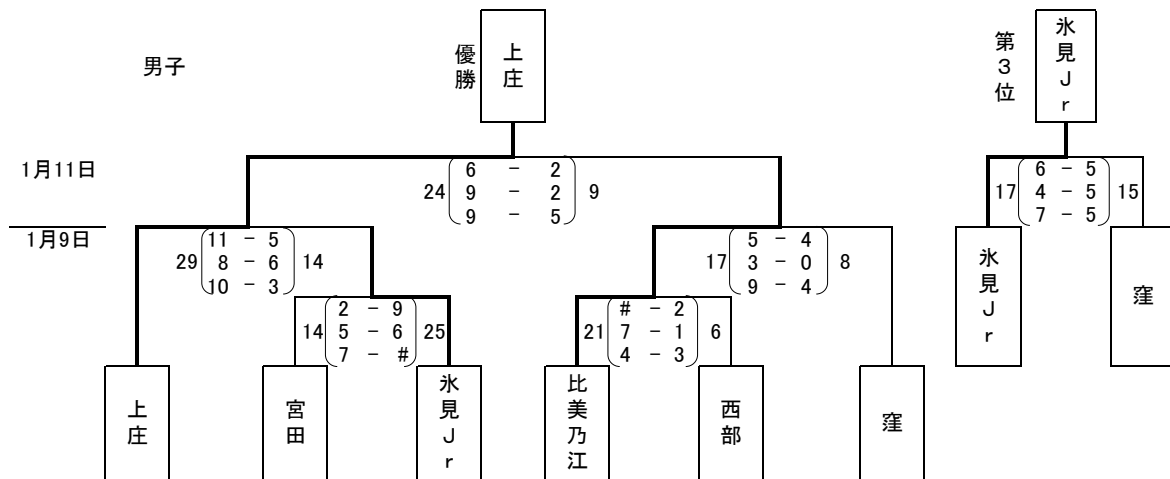 男子
優勝
上庄
第3位
氷見Jr
1月11日
24 6 - 2 9
9 - 2
9 - 5
17 6 - 5 15
4 - 5
7 - 5
1月9日
29 11 - 5 14
8 - 6
10 - 3
17 5 - 4 8
3 - 0
9 - 4
氷見Jr
窪
14 2 - 9 25
5 - 6
7 - #
21 # - 2 6
7 - 1
4 - 3
上庄
宮田
氷見Jr
比美乃江
西部
窪